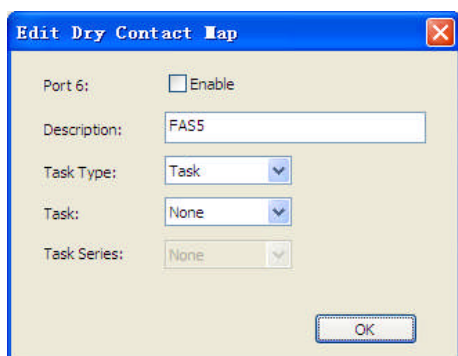 Edit Dry Contact Map
Port 6: Enable
Description: FAS5
Task Type: Task
Task: None
Task Series: None
OK